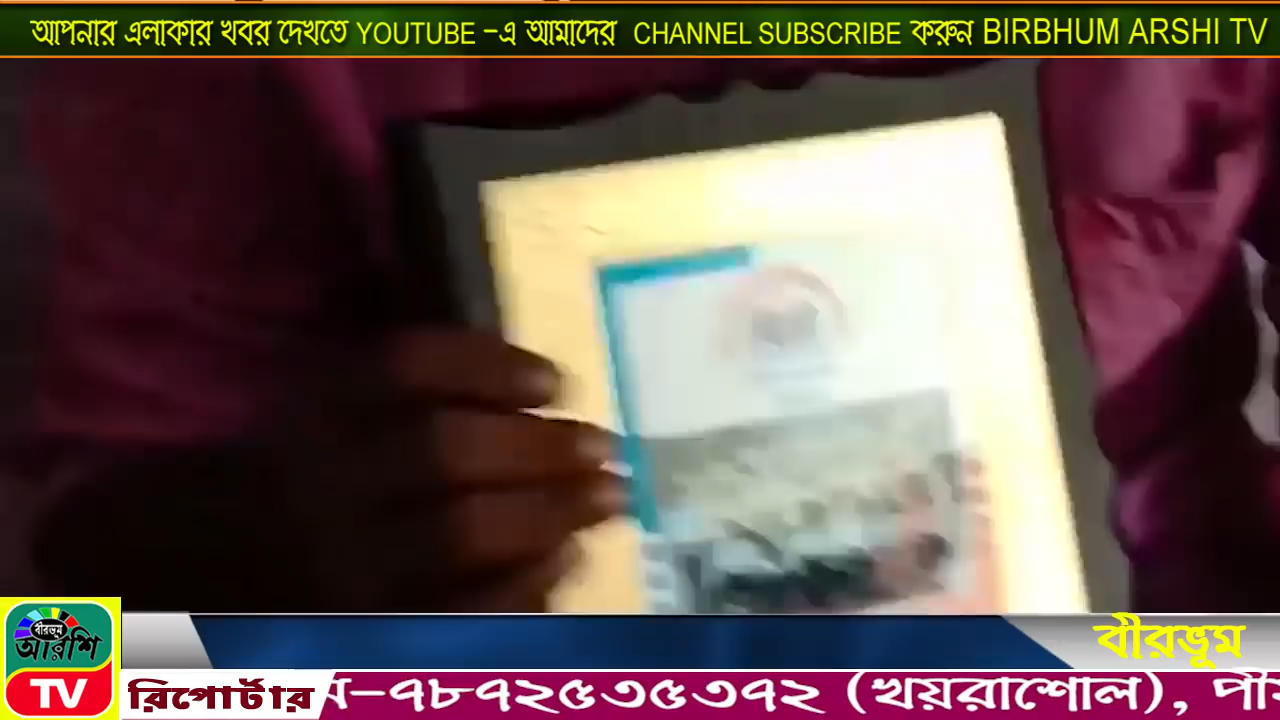 আপনার এলাকার খবর দেখতে YOUTUBE -এ আমাদের CHANNEL SUBSCRIBE করুন BIRBHUM ARSHI TV
বীরভূম
বীরভূম
আরশি
TV
রিপোর্টার
ন-৭৮৭২৫৩৫৩৭২ (খয়রাশোল),